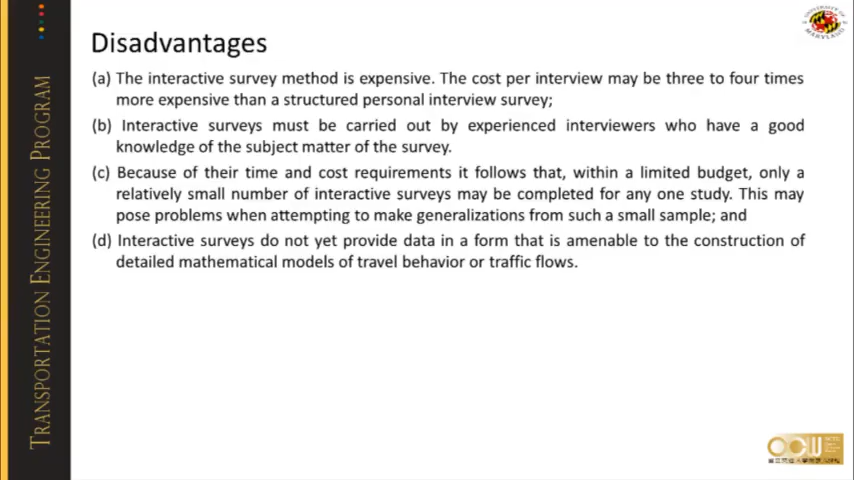 Disadvantages
(a) The interactive survey method is expensive. The cost per interview may be three to four times
more expensive than a structured personal interview survey;
(b) Interactive surveys must be carried out by experienced interviewers who have a good
knowledge of the subject matter of the survey.
(c) Because of their time and cost requirements it follows that, within a limited budget, only a
relatively small number of interactive surveys may be completed for any one study. This may
pose problems when attempting to make generalizations from such a small sample; and
(d) Interactive surveys do not yet provide data in a form that is amenable to the construction of
detailed mathematical models of travel behavior or traffic flows.
TRANSPORTATION ENGINEERING PROGRAM
UNIVERSITY OF
MARYLAND
OCW